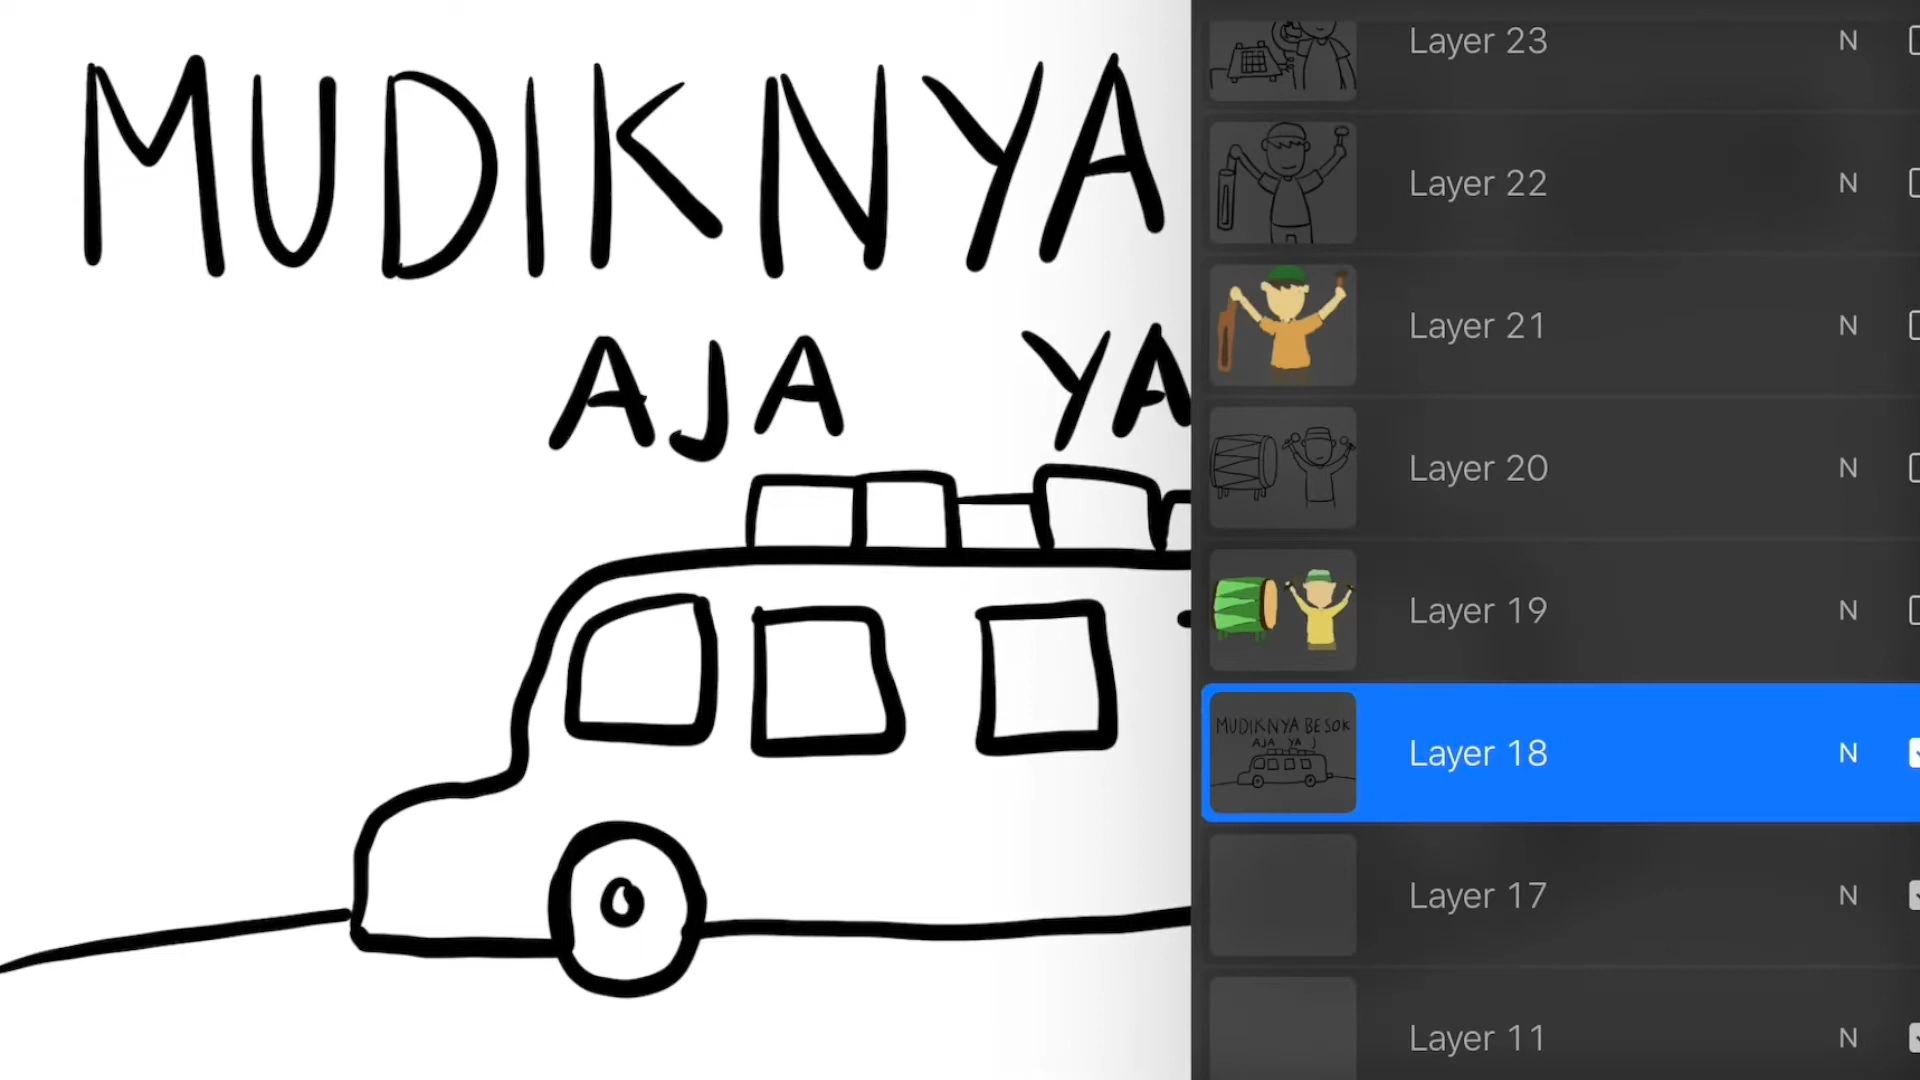 MUDIKNYA
AJA YA
Layer 23 N
Layer 22 N
Layer 21 N
Layer 20 N
Layer 19 N
MUDIKNYA BESOK
AJA YA )
Layer 18 N
Layer 17 N
Layer 11 N